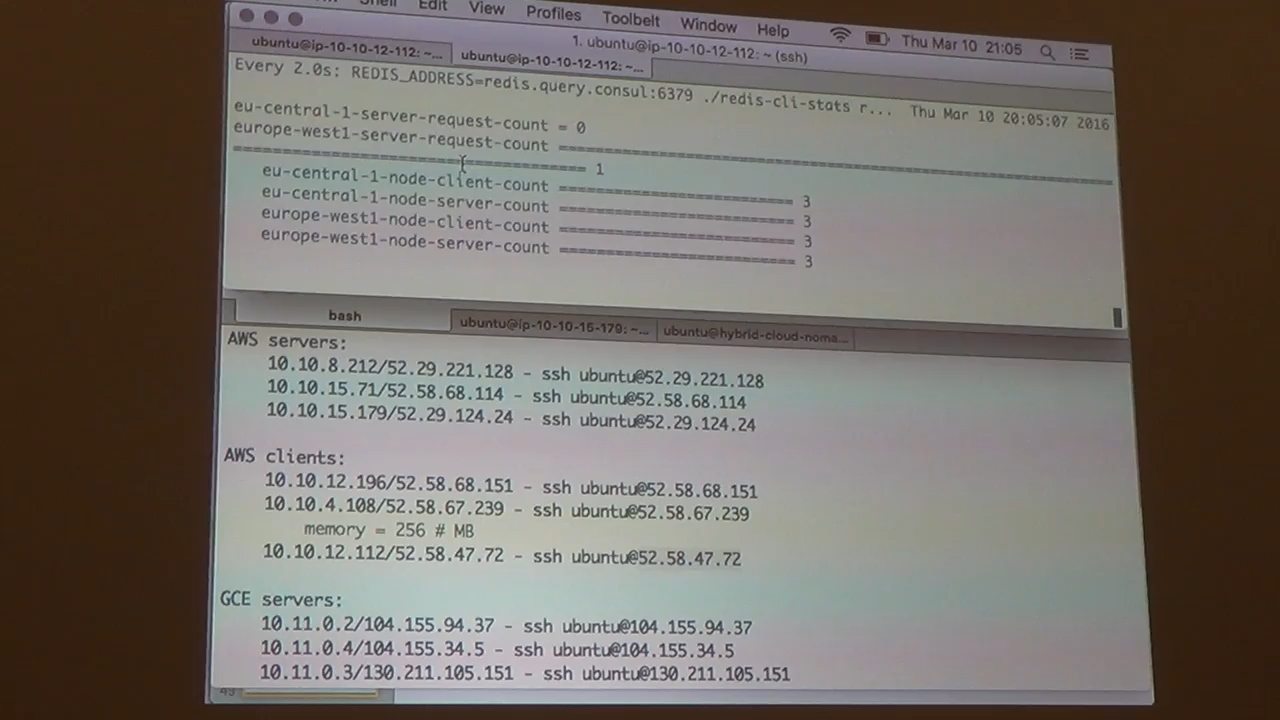 Shell Edit View Profiles Toolbelt Window Help Thu Mar 10 21:05
1. ubuntu@ip-10-10-12-112: ~ (ssh)
ubuntu@ip-10-10-12-112: ~... ubuntu@ip-10-10-12-112: ~...
Every 2.0s: REDIS_ADDRESS=redis.query.consul:6379 ./redis-cli-stats r... Thu Mar 10 20:05:07 2016
eu-central-1-server-request-count = 0
europe-west1-server-request-count =====================================================
================================== 1
eu-central-1-node-client-count ======================= 3
eu-central-1-node-server-count ======================= 3
europe-west1-node-client-count ======================= 3
europe-west1-node-server-count ======================= 3
bash ubuntu@ip-10-10-15-179: ~... ubuntu@hybrid-cloud-noma...
AWS servers:
10.10.8.212/52.29.221.128 - ssh ubuntu@52.29.221.128
10.10.15.71/52.58.68.114 - ssh ubuntu@52.58.68.114
10.10.15.179/52.29.124.24 - ssh ubuntu@52.29.124.24
AWS clients:
10.10.12.196/52.58.68.151 - ssh ubuntu@52.58.68.151
10.10.4.108/52.58.67.239 - ssh ubuntu@52.58.67.239
memory = 256 # MB
10.10.12.112/52.58.47.72 - ssh ubuntu@52.58.47.72
GCE servers:
10.11.0.2/104.155.94.37 - ssh ubuntu@104.155.94.37
10.11.0.4/104.155.34.5 - ssh ubuntu@104.155.34.5
10.11.0.3/130.211.105.151 - ssh ubuntu@130.211.105.151